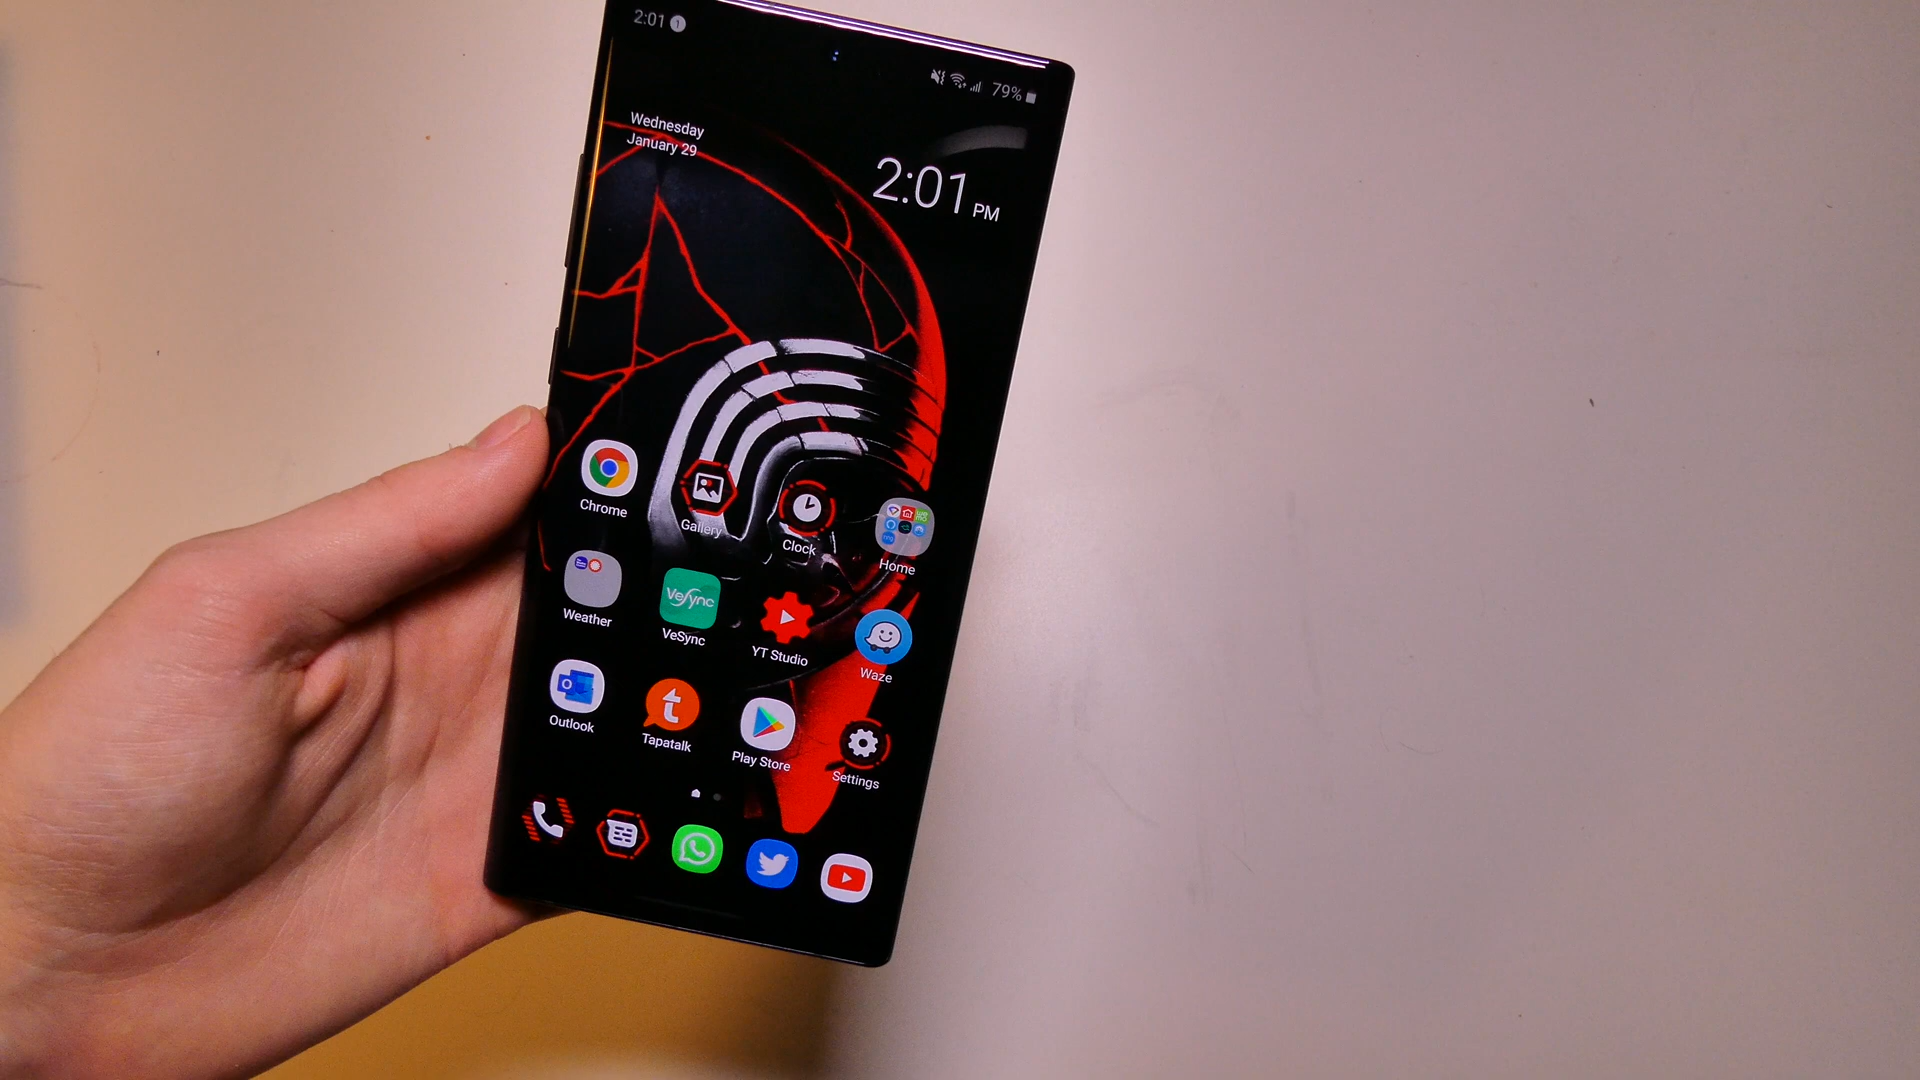 2:01 1
79%
Wednesday
January 29
2:01 PM
Chrome
Gallery
Clock
Home
VeSync
Weather
VeSync
YT Studio
Waze
Outlook
Tapatalk
Play Store
Settings